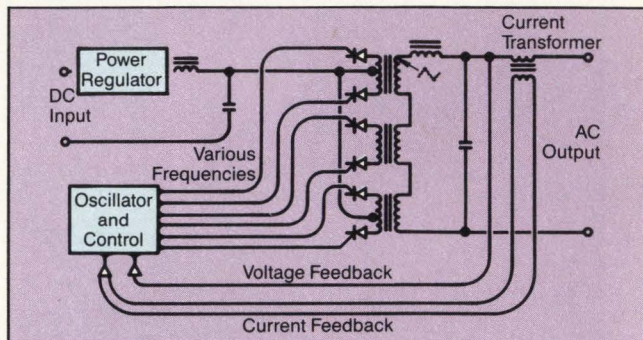 Power
Regulator
DC
Input
Various
Frequencies
Oscillator
and
Control
Current
Transformer
AC
Output
Voltage Feedback
Current Feedback